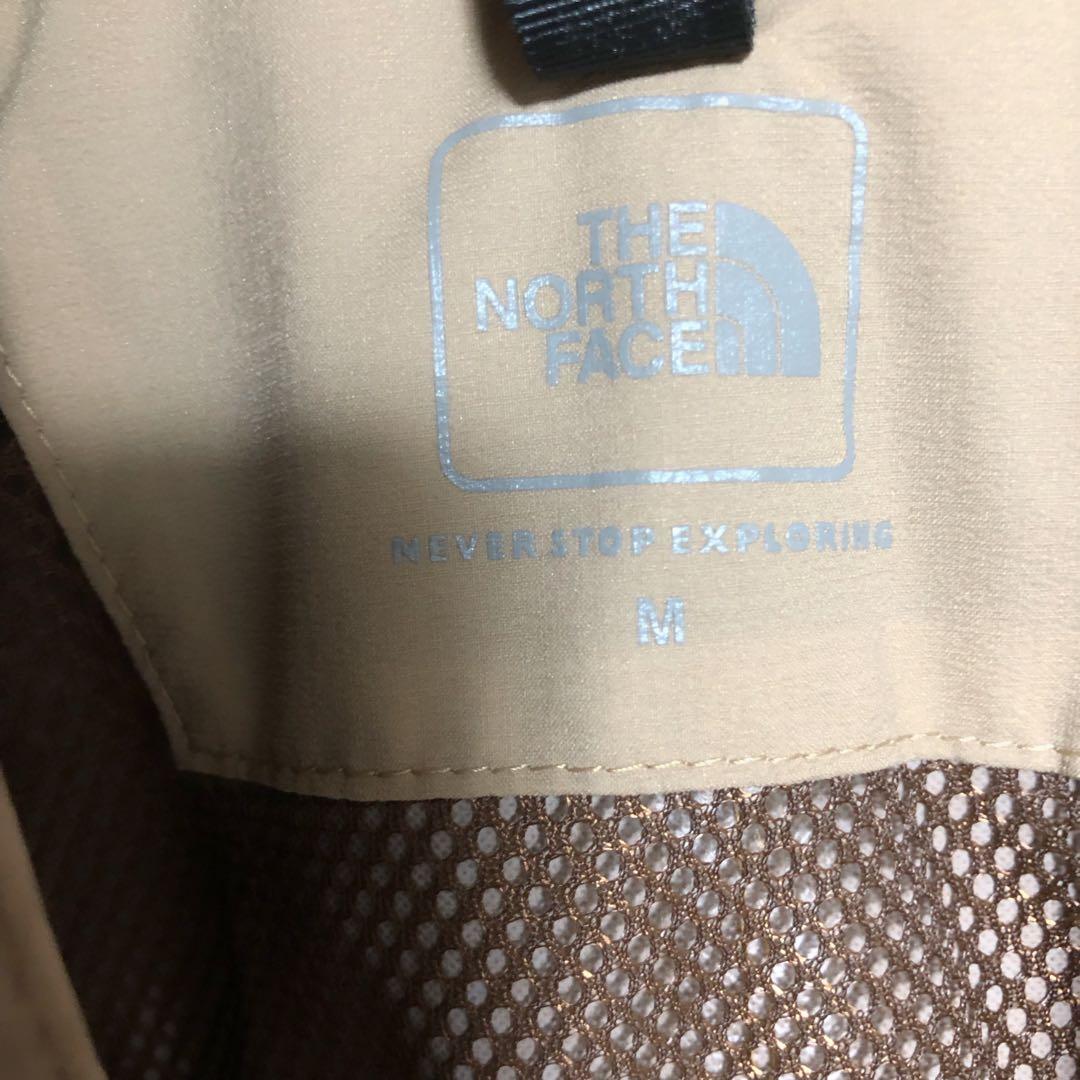 THE
NORTH
FACE
NEVER STOP EXPLORING
M